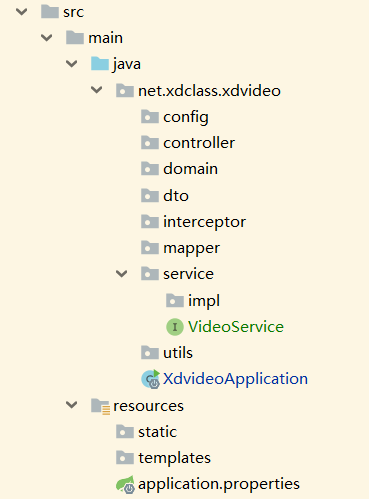 src
main
java
net.xdclass.xdvideo
config
controller
domain
dto
interceptor
mapper
service
impl
I VideoService
utils
XdvideoApplication
resources
static
templates
application.properties